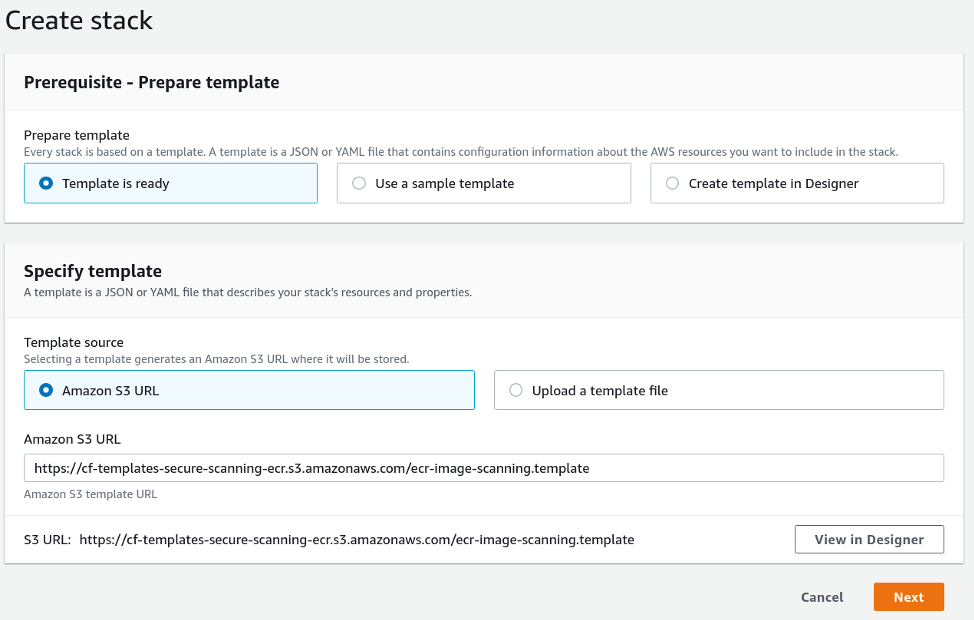 Create stack
Prerequisite - Prepare template
Prepare template
Every stack is based on a template. A template is a JSON or YAML file that contains configuration information about the AWS resources you want to include in the stack.
Template is ready
Use a sample template
Create template in Designer
Specify template
A template is a JSON or YAML file that describes your stack's resources and properties.
Template source
Selecting a template generates an Amazon S3 URL where it will be stored.
Amazon S3 URL
Upload a template file
Amazon S3 URL
https://cf-templates-secure-scanning-ecr.s3.amazonaws.com/ecr-image-scanning.template
Amazon S3 template URL
S3 URL: https://cf-templates-secure-scanning-ecr.s3.amazonaws.com/ecr-image-scanning.template
View in Designer
Cancel
Next